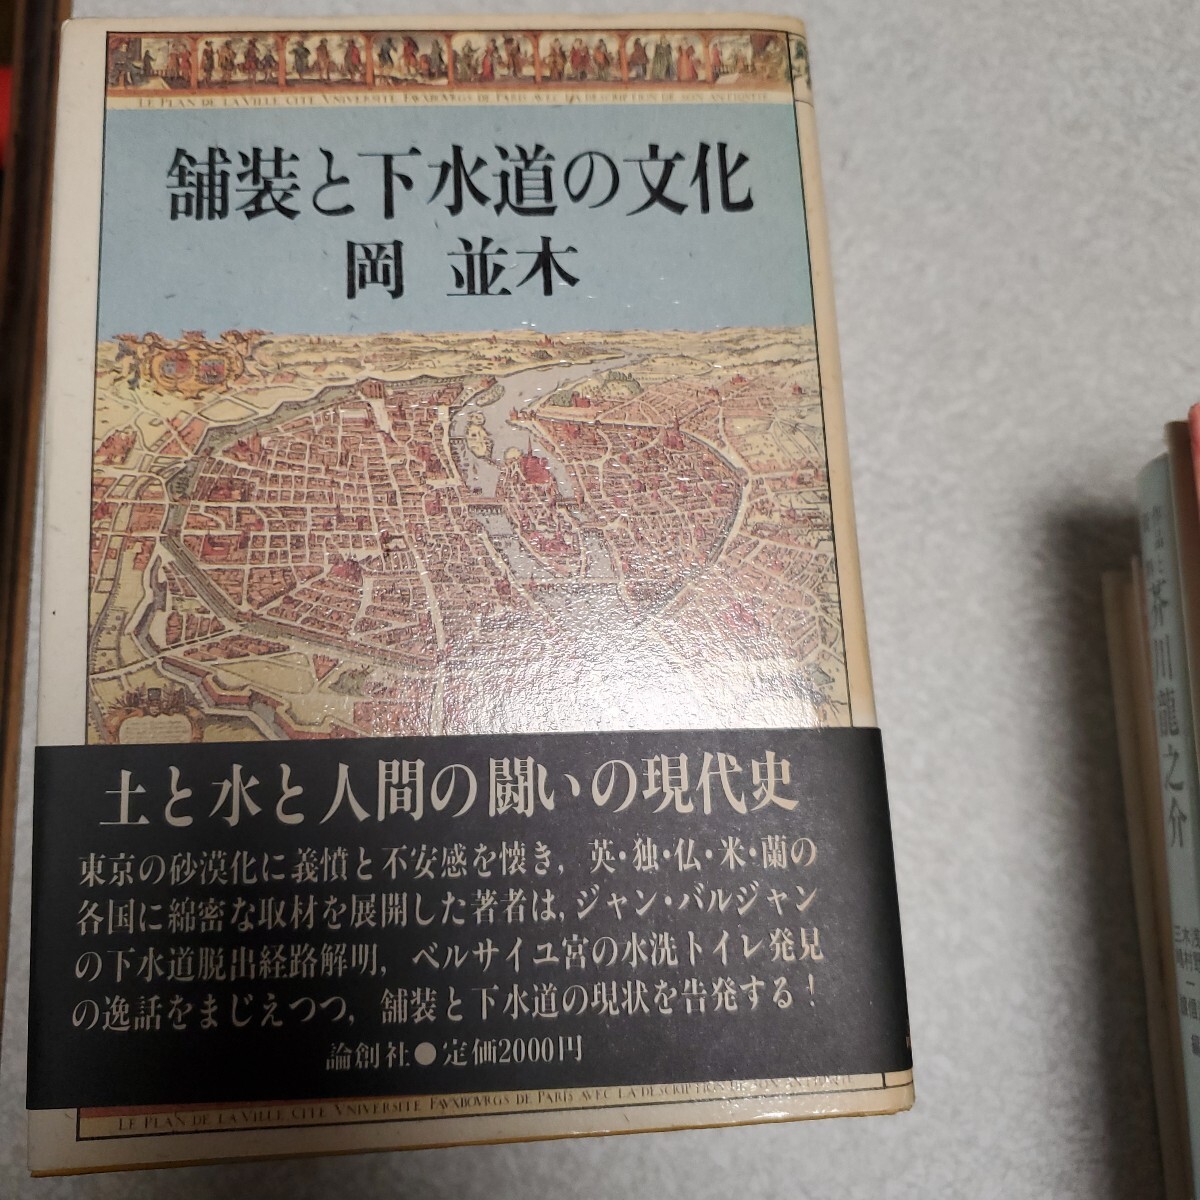 LE PLAN DE LA VILLE CITE VNIVERSITE FAVXBOVRGS DE PARIS AVEC LA DESCRIPTION DE SON ANTIQVITE
舗装と下水道の文化
岡 並木
土と水と人間の闘いの現代史
東京の砂漠化に義憤と不安感を懐き，英・独・仏・米・蘭の
各国に綿密な取材を展開した著者は，ジャン・バルジャン
の下水道脱出経路解明，ベルサイユ宮の水洗トイレ発見
の逸話をまじえつつ，舗装と下水道の現状を告発する！
論創社●定価2000円
LE PLAN DE LA VILLE CITE VNIVERSITE FAVXBOVRGS DE PARIS AVEC LA DESCRIPTION DE SON ANTIQVITE
芥川龍之介